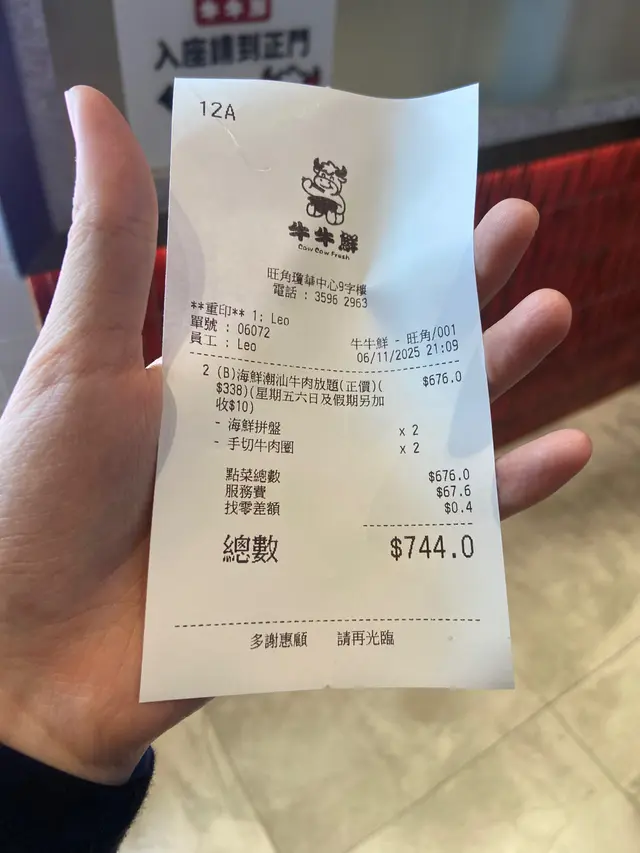 牛牛鮮
入座請到正門
12A
牛牛鮮
Cow Cow Fresh
旺角瓊華中心9字樓
電話 : 3596 2963
**重印** 1: Leo
單號 : 06072 牛牛鮮 - 旺角/001
員工 : Leo 06/11/2025 21:09
2 (B)海鮮潮汕牛肉放題(正價)( $676.0
$338)(星期五六日及假期另加
收$10)
- 海鮮拼盤 x 2
- 手切牛肉圈 x 2
點菜總數 $676.0
服務費 $67.6
找零差額 $0.4
總數 $744.0
多謝惠顧 請再光臨